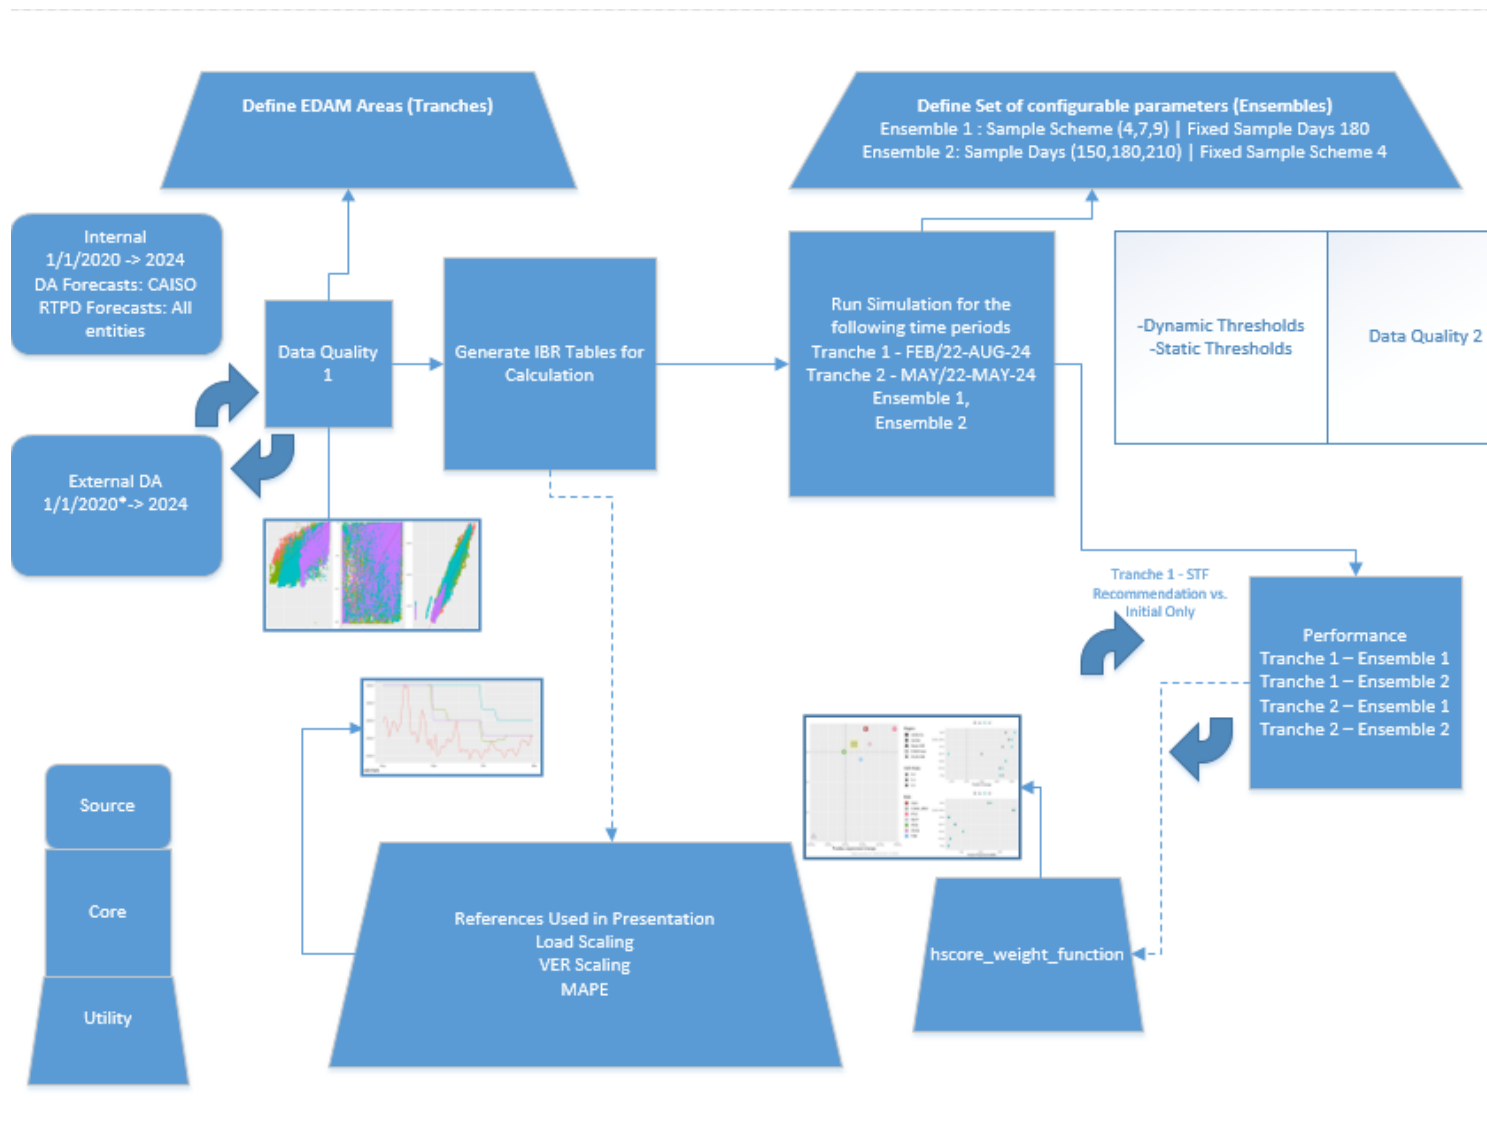 Define EDAM Areas (Tranches)
Define Set of configurable parameters (Ensembles)
Ensemble 1 : Sample Scheme (4,7,9) | Fixed Sample Days 180
Ensemble 2: Sample Days (150,180,210) | Fixed Sample Scheme 4
Internal
1/1/2020 -> 2024
DA Forecasts: CAISO
RTPD Forecasts: All
entities
Data Quality
1
Generate IBR Tables for
Calculation
Run Simulation for the
following time periods
Tranche 1 - FEB/22-AUG-24
Tranche 2 - MAY/22-MAY-24
Ensemble 1,
Ensemble 2
-Dynamic Thresholds
-Static Thresholds
Data Quality 2
External DA
1/1/2020*-> 2024
Tranche 1 - STF
Recommendation vs.
Initial Only
Performance
Tranche 1 – Ensemble 1
Tranche 1 – Ensemble 2
Tranche 2 – Ensemble 1
Tranche 2 – Ensemble 2
Source
Core
Utility
References Used in Presentation
Load Scaling
VER Scaling
MAPE
hscore_weight_function